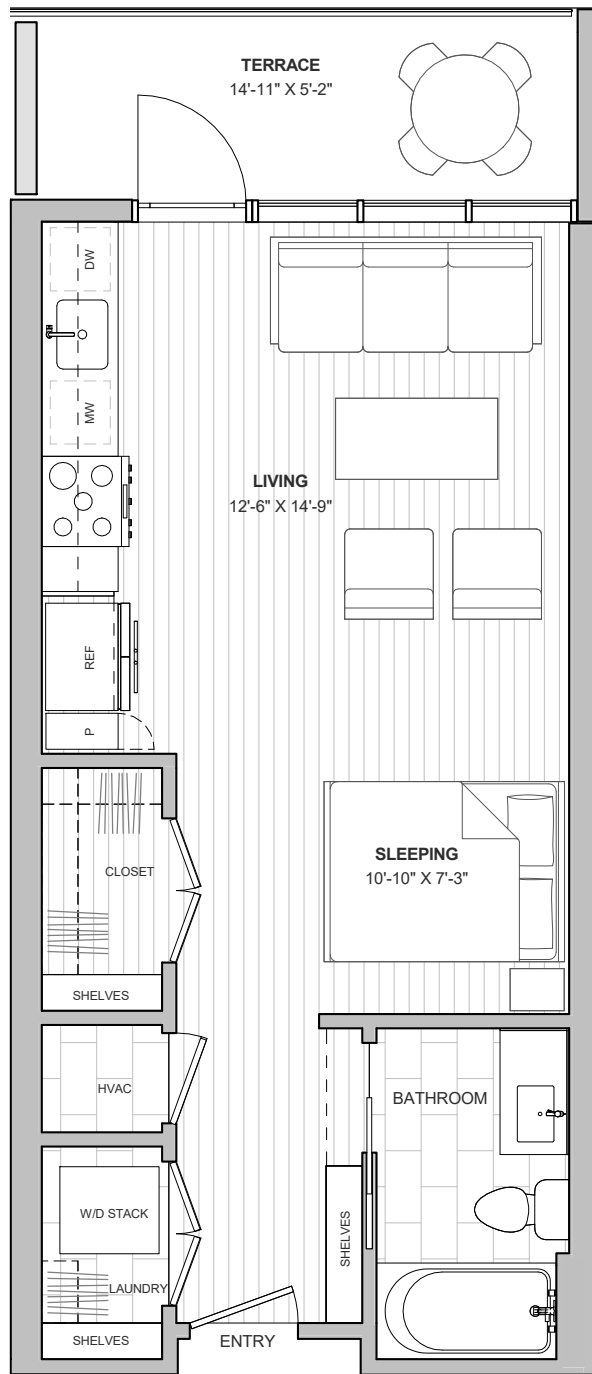 TERRACE
14'-11" X 5'-2"
DW
MW
LIVING
12'-6" X 14'-9"
REF
P
CLOSET
SLEEPING
10'-10" X 7'-3"
SHELVES
HVAC
BATHROOM
W/D STACK
SHELVES
LAUNDRY
SHELVES
ENTRY